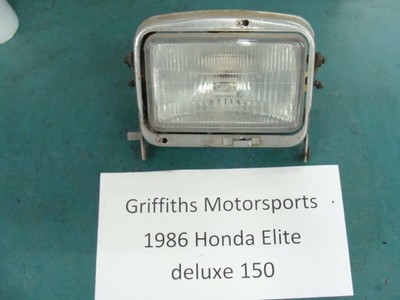 Griffiths Motorsports
1986 Honda Elite
deluxe 150